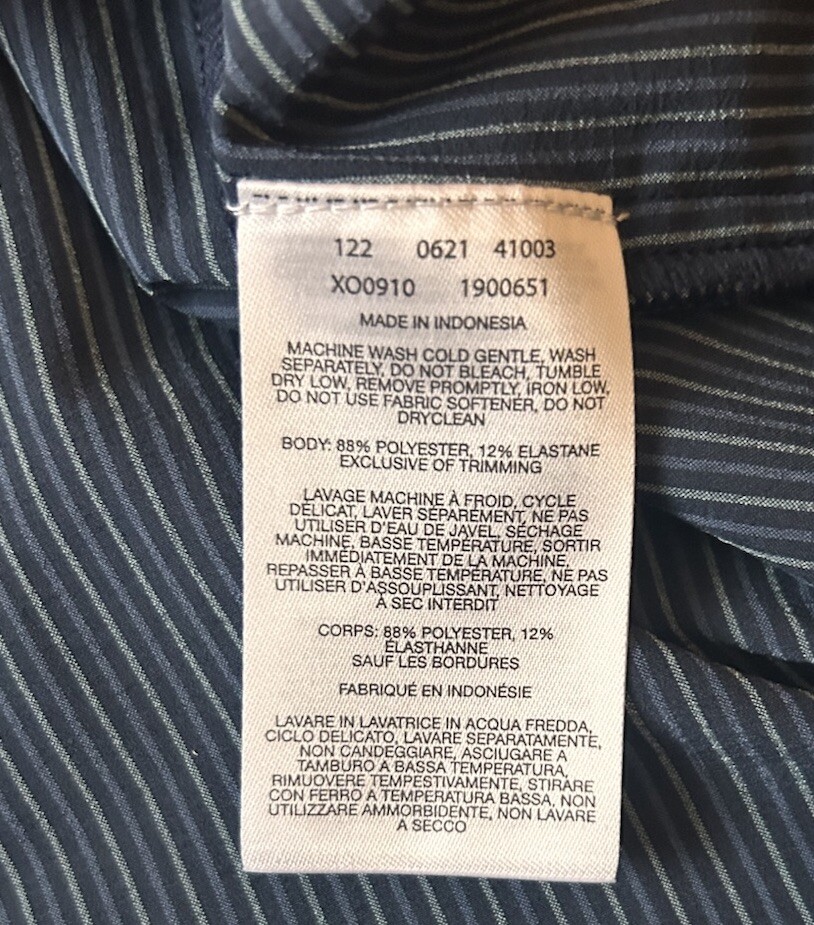 122 0621 41003
XO0910 1900651
MADE IN INDONESIA
MACHINE WASH COLD GENTLE, WASH
SEPARATELY, DO NOT BLEACH, TUMBLE
DRY LOW, REMOVE PROMPTLY, IRON LOW,
DO NOT USE FABRIC SOFTENER, DO NOT
DRYCLEAN
BODY: 88% POLYESTER, 12% ELASTANE
EXCLUSIVE OF TRIMMING
LAVAGE MACHINE À FROID, CYCLE
DÉLICAT, LAVER SÉPARÉMENT, NE PAS
UTILISER D'EAU DE JAVEL, SÉCHAGE
MACHINE, BASSE TEMPÉRATURE, SORTIR
IMMÉDIATEMENT DE LA MACHINE,
REPASSER À BASSE TEMPÉRATURE, NE PAS
UTILISER D'ASSOUPLISSANT, NETTOYAGE
À SEC INTERDIT
CORPS: 88% POLYESTER, 12%
ÉLASTHANNE
SAUF LES BORDURES
FABRIQUÉ EN INDONÉSIE
LAVARE IN LAVATRICE IN ACQUA FREDDA,
CICLO DELICATO, LAVARE SEPARATAMENTE,
NON CANDEGGIARE, ASCIUGARE A
TAMBURO A BASSA TEMPERATURA,
RIMUOVERE TEMPESTIVAMENTE, STIRARE
CON FERRO A TEMPERATURA BASSA, NON
UTILIZZARE AMMORBIDENTE, NON LAVARE
A SECCO